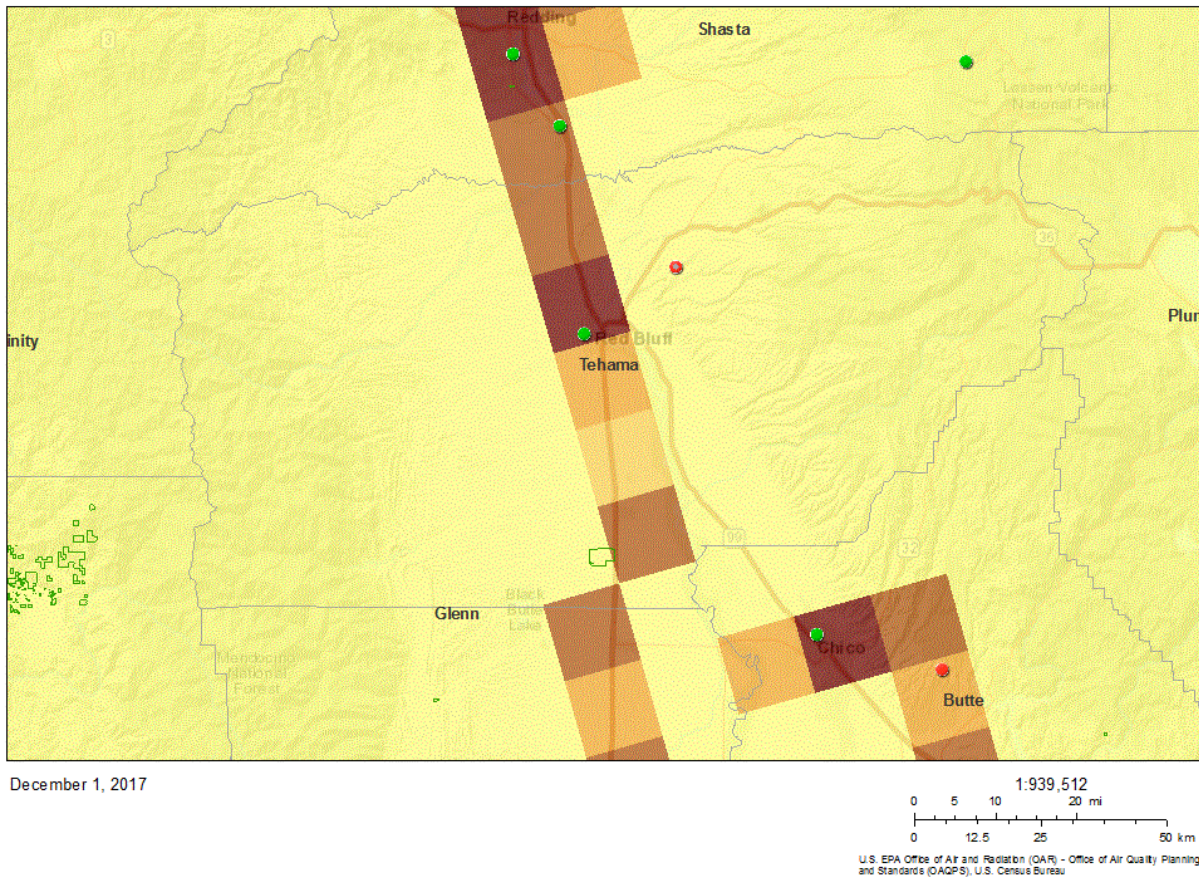 Redding
Shasta
3
Lassen Volcanic
National Park
36
inity
Plur
Red Bluff
Tehama
99
32
Black
Butte
Lake
Glenn
Chico
Mendocino
National
Forest
Butte
December 1, 2017
1:939,512
0 5 10 20 mi
0 12.5 25 50 km
U.S. EPA Office of Air and Radiation (OAR) - Office of Air Quality Planning
and Standards (OAQPS), U.S. Census Bureau